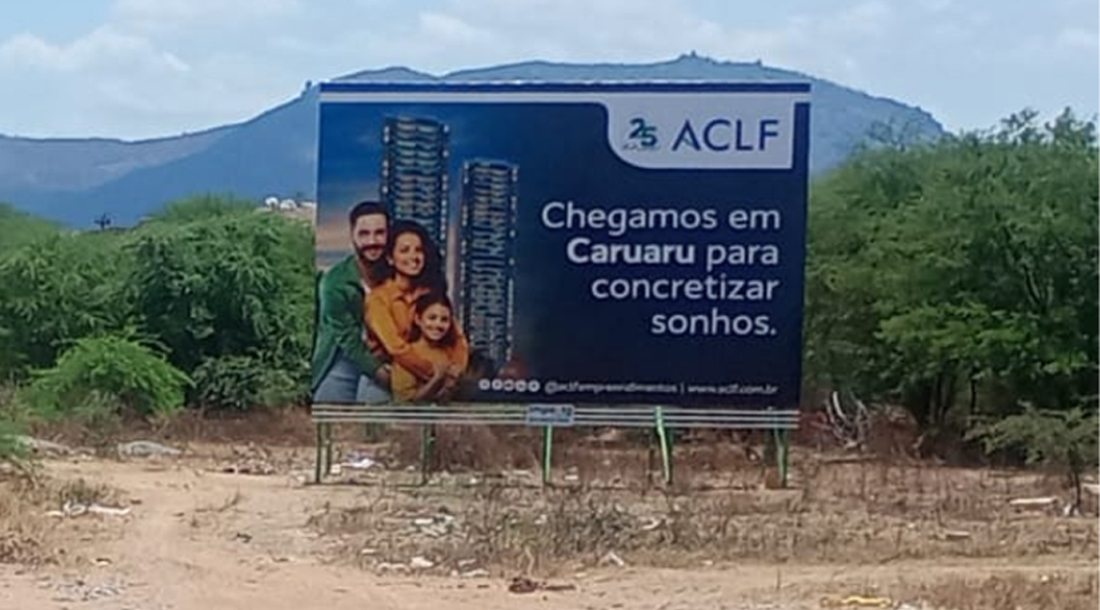 25 ACLF
Chegamos em
Caruaru para
concretizar
sonhos.
@aclfempreendimentos | www.aclf.com.br